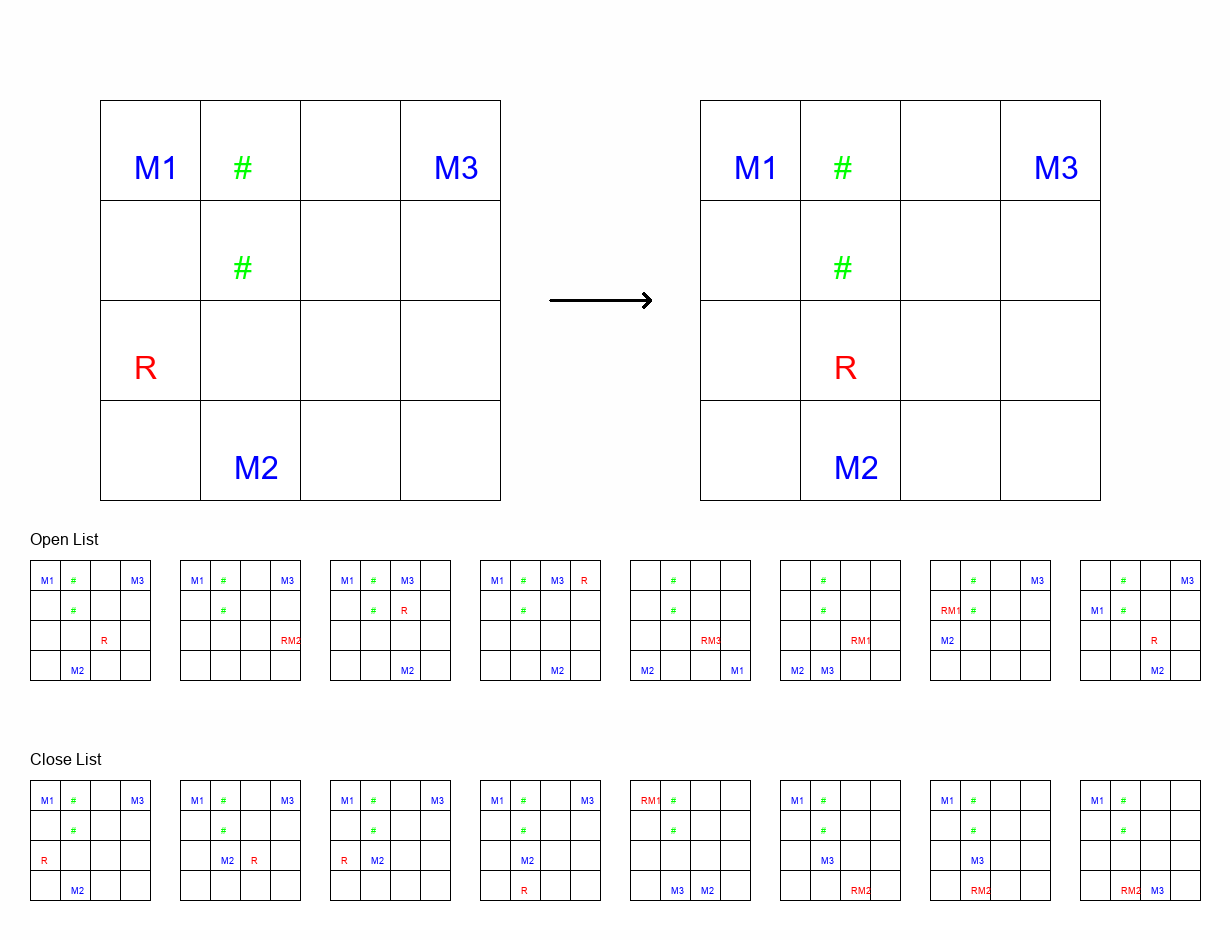 M1 # M3 M1 # M3
# #
R R
M2 M2
Open List
M1 # M3 M1 # M3 M1 # M3 M1 # M3 R # # # M3 # M3
# # # R # # # RM1 # M1 #
R RM2 RM3 RM1 M2 R
M2 M2 M2 M2 M1 M2 M3 M2
Close List
M1 # M3 M1 # M3 M1 # M3 M1 # M3 RM1 # M1 # M1 # M1 #
# # # # # # # #
R M2 R R M2 M2 M3 M3
M2 R M3 M2 RM2 RM2 RM2 M3